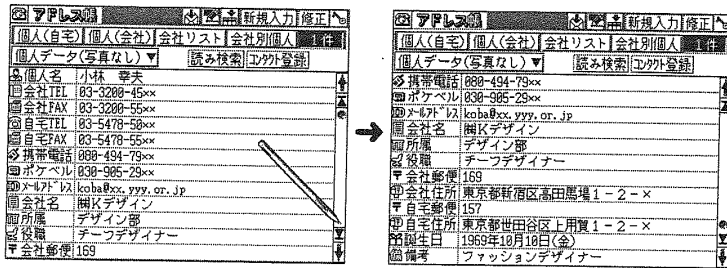 アドレス帳 新規入力 修正
個人(自宅) 個人(会社) 会社リスト 会社別個人 1件
個人データ(写真なし)▼ 読み検索 コンタクト登録
個人名 小林 幸夫
会社TEL 03-3200-45××
会社FAX 03-3200-55××
自宅TEL 03-5478-50××
自宅FAX 03-5478-55××
携帯電話 080-494-79××
ポケベル 030-905-29××
メールアドレス koba@xx.yyy.or.jp
会社名 ㈱Kデザイン
所属 デザイン部
役職 チーフデザイナー
〒会社郵便 169
→
アドレス帳 新規入力 修正
個人(自宅) 個人(会社) 会社リスト 会社別個人 1件
個人データ(写真なし)▼ 読み検索 コンタクト登録
携帯電話 080-494-79××
ポケベル 030-905-29××
メールアドレス koba@xx.yyy.or.jp
会社名 ㈱Kデザイン
所属 デザイン部
役職 チーフデザイナー
〒会社郵便 169
会社住所 東京都新宿区高田馬場1-2-×
〒自宅郵便 157
自宅住所 東京都世田谷区上用賀1-2-×
誕生日 1969年10月10日(金)
備考 ファッションデザイナー